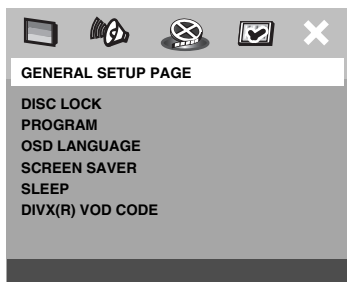 GENERAL SETUP PAGE
DISC LOCK
PROGRAM
OSD LANGUAGE
SCREEN SAVER
SLEEP
DIVX(R) VOD CODE